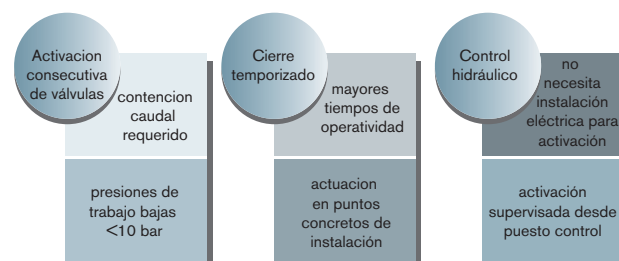 Activacion
consecutiva
de válvulas
contencion
caudal
requerido
presiones de
trabajo bajas
<10 bar
Cierre
temporizado
mayores
tiempos de
operatividad
actuacion
en puntos
concretos de
instalación
Control
hidráulico
no
necesita
instalación
eléctrica para
activación
activación
supervisada desde
puesto control